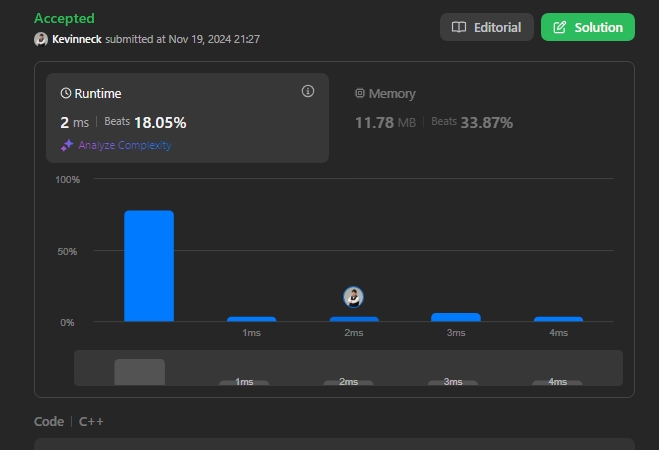 Accepted
Kevinneck submitted at Nov 19, 2024 21:27
Editorial
Solution
Runtime
2 ms | Beats 18.05%
Analyze Complexity
Memory
11.78 MB | Beats 33.87%
100%
50%
0%
1ms 2ms 3ms 4ms
1ms 2ms 3ms 4ms
Code | C++